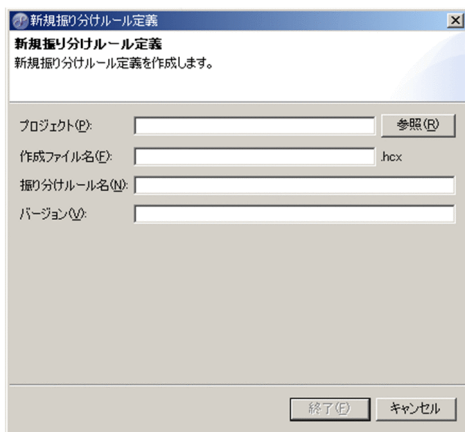 新規振り分けルール定義
新規振り分けルール定義
新規振り分けルール定義を作成します。
プロジェクト(P): 参照(R)
作成ファイル名(F): .hcx
振り分けルール名(N):
バージョン(V):
終了(F) キャンセル